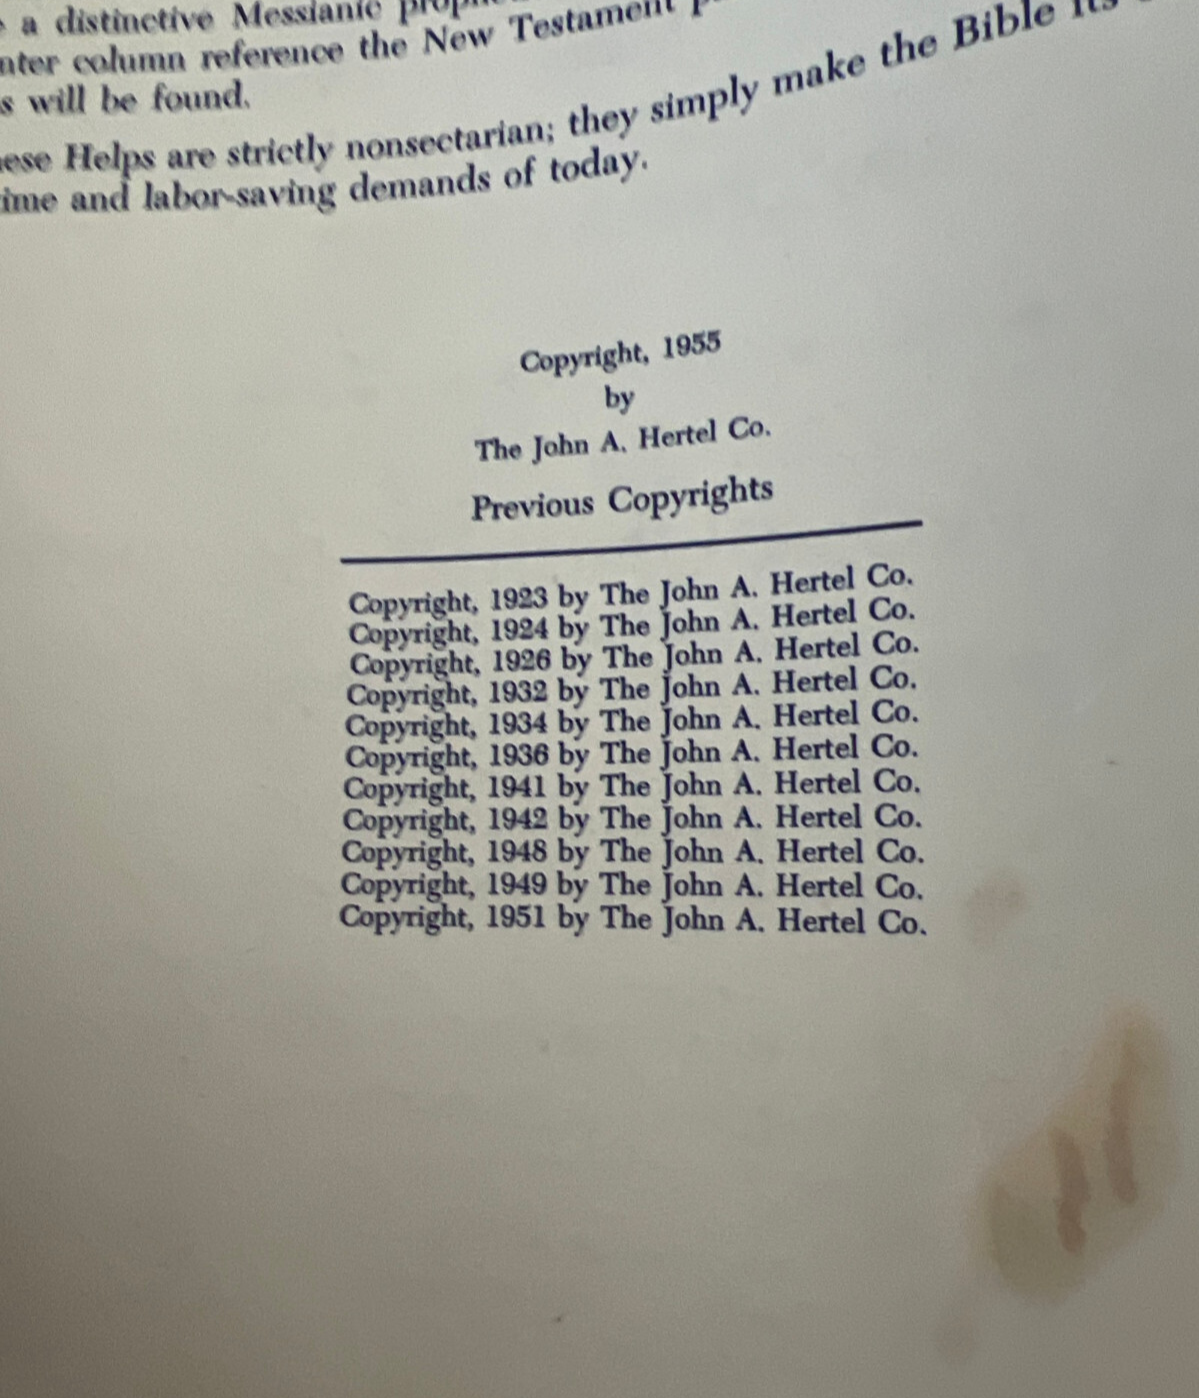 a distinctive Messianic
column reference the New Testament
will be found.
Helps are strictly nonsectarian; they simply make the Bible
and labor-saving demands of today.
Copyright, 1955
by
The John A. Hertel Co.
Previous Copyrights
Copyright, 1923 by The John A. Hertel Co.
Copyright, 1924 by The John A. Hertel Co.
Copyright, 1926 by The John A. Hertel Co.
Copyright, 1932 by The John A. Hertel Co.
Copyright, 1934 by The John A. Hertel Co.
Copyright, 1936 by The John A. Hertel Co.
Copyright, 1941 by The John A. Hertel Co.
Copyright, 1942 by The John A. Hertel Co.
Copyright, 1948 by The John A. Hertel Co.
Copyright, 1949 by The John A. Hertel Co.
Copyright, 1951 by The John A. Hertel Co.